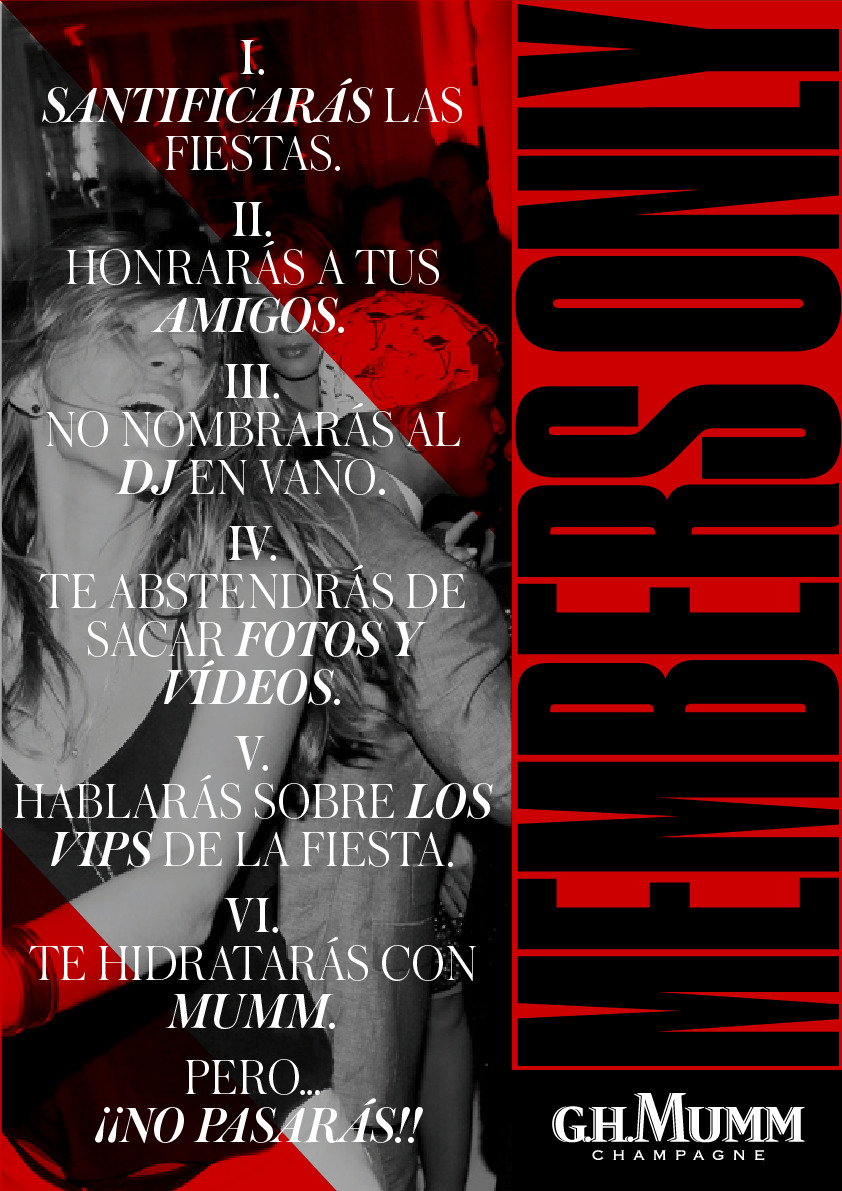 I.
SANTIFICARÁS LAS
FIESTAS.
II.
HONRARÁS A TUS
AMIGOS.
III.
NO NOMBRARÁS AL
DJ EN VANO.
IV.
TE ABSTENDRÁS DE
SACAR FOTOS Y
VÍDEOS.
V.
HABLARÁS SOBRE LOS
VIPS DE LA FIESTA.
VI.
TE HIDRATARÁS CON
MUMM.
PERO...
¡¡NO PASARÁS!!
MEMBERS ONLY
G.H.MUMM
CHAMPAGNE